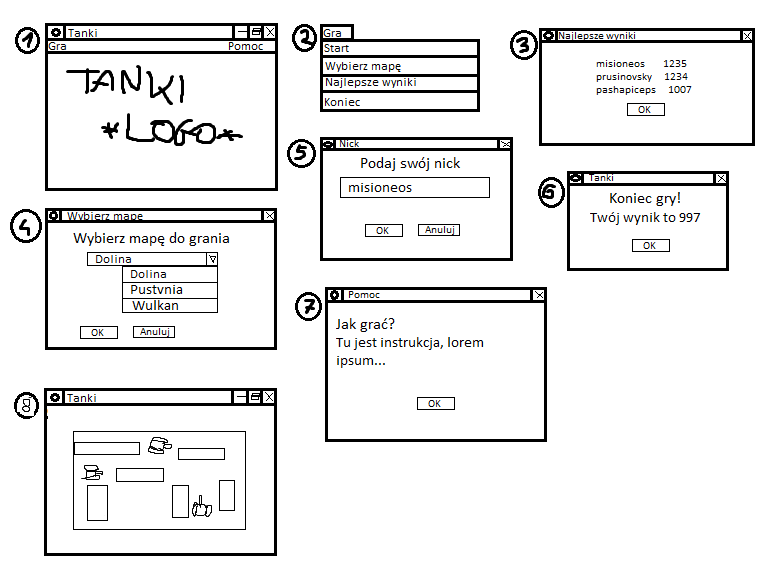 1
Tanki
Gra Pomoc
TANKI
*LOGO*
2
Gra
Start
Wybierz mapę
Najlepsze wyniki
Koniec
3
Najlepsze wyniki
misioneos 1235
prusinovsky 1234
pashapiceps 1007
OK
4
Wybierz mapę
Wybierz mapę do grania
Dolina
Dolina
Pustynia
Wulkan
OK Anuluj
5
Nick
Podaj swój nick
misioneos
OK Anuluj
6
Tanki
Koniec gry!
Twój wynik to 997
OK
7
Pomoc
Jak grać?
Tu jest instrukcja, lorem
ipsum...
OK
8
Tanki